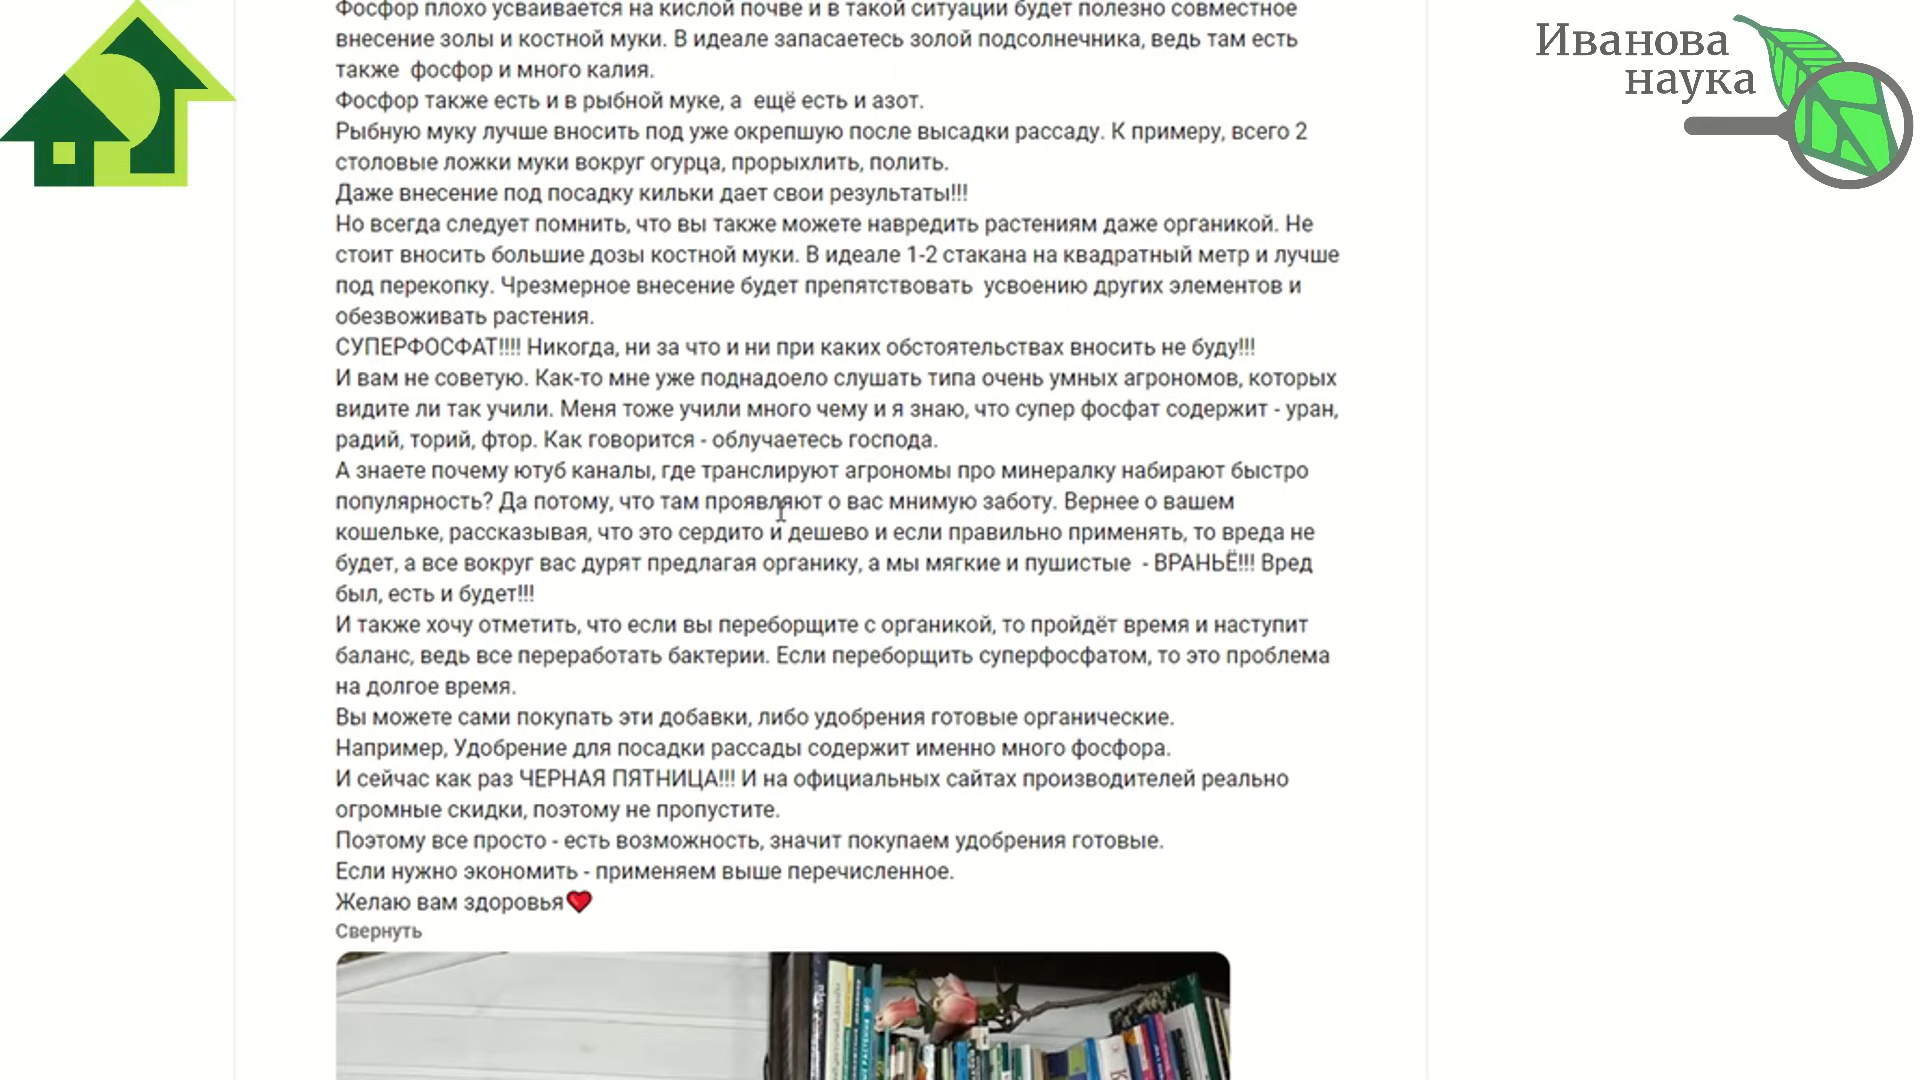 Фосфор плохо усваивается на кислой почве и в такой ситуации будет полезно совместное
внесение золы и костной муки. В идеале запасаетесь золой подсолнечника, ведь там есть
также фосфор и много калия.
Фосфор также есть и в рыбной муке, а ещё есть и азот.
Рыбную муку лучше вносить под уже окрепшую после высадки рассаду. К примеру, всего 2
столовые ложки муки вокруг огурца, прорыхлить, полить.
Даже внесение под посадку кильки дает свои результаты!!!
Но всегда следует помнить, что вы также можете навредить растениям даже органикой. Не
стоит вносить большие дозы костной муки. В идеале 1-2 стакана на квадратный метр и лучше
под перекопку. Чрезмерное внесение будет препятствовать усвоению других элементов и
обезвоживать растения.
СУПЕРФОСФАТ!!!! Никогда, ни за что и ни при каких обстоятельствах вносить не буду!!!
И вам не советую. Как-то мне уже поднадоело слушать типа очень умных агрономов, которых
видите ли так учили. Меня тоже учили много чему и я знаю, что супер фосфат содержит - уран,
радий, торий, фтор. Как говорится - облучаетесь господа.
А знаете почему ютуб каналы, где транслируют агрономы про минералку набирают быстро
популярность? Да потому, что там проявляют о вас мнимую заботу. Вернее о вашем
кошельке, рассказывая, что это сердито и дешево и если правильно применять, то вреда не
будет, а все вокруг вас дурят предлагая органику, а мы мягкие и пушистые - ВРАНЬЁ!!! Вред
был, есть и будет!!!
И также хочу отметить, что если вы переборщите с органикой, то пройдёт время и наступит
баланс, ведь все переработать бактерии. Если переборщить суперфосфатом, то это проблема
на долгое время.
Вы можете сами покупать эти добавки, либо удобрения готовые органические.
Например, Удобрение для посадки рассады содержит именно много фосфора.
И сейчас как раз ЧЕРНАЯ ПЯТНИЦА!!! И на официальных сайтах производителей реально
огромные скидки, поэтому не пропустите.
Поэтому все просто - есть возможность, значит покупаем удобрения готовые.
Если нужно экономить - применяем выше перечисленное.
Желаю вам здоровья❤
Свернуть
Иванова
наука